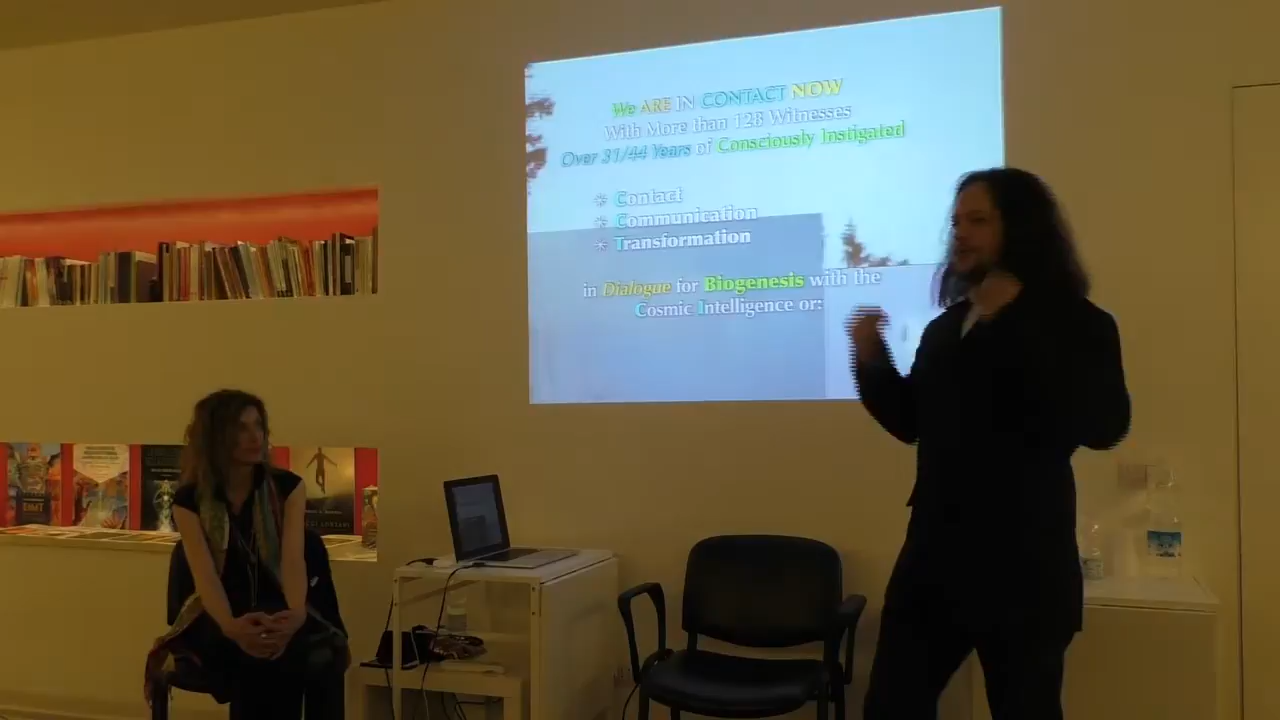 We ARE IN CONTACT NOW
With More than 128 Witnesses
Over 31/44 Years of Consciously Instigated
✳ Contact
✳ Communication
✳ Transformation
in Dialogue for Biogenesis with the
Cosmic Intelligence or: